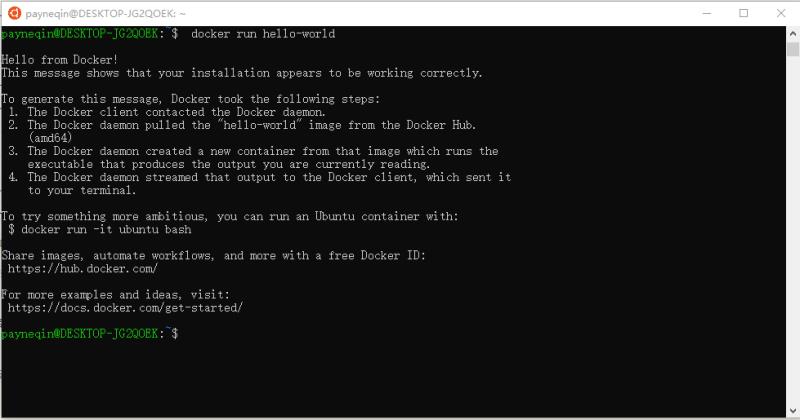 payneqin@DESKTOP-JG2QOEK: ~
payneqin@DESKTOP-JG2QOEK:~$  docker run hello-world
Hello from Docker!
This message shows that your installation appears to be working correctly.
To generate this message, Docker took the following steps:
 1. The Docker client contacted the Docker daemon.
 2. The Docker daemon pulled the "hello-world" image from the Docker Hub.
    (amd64)
 3. The Docker daemon created a new container from that image which runs the
    executable that produces the output you are currently reading.
 4. The Docker daemon streamed that output to the Docker client, which sent it
    to your terminal.
To try something more ambitious, you can run an Ubuntu container with:
 $ docker run -it ubuntu bash
Share images, automate workflows, and more with a free Docker ID:
 https://hub.docker.com/
For more examples and ideas, visit:
 https://docs.docker.com/get-started/
payneqin@DESKTOP-JG2QOEK:~$